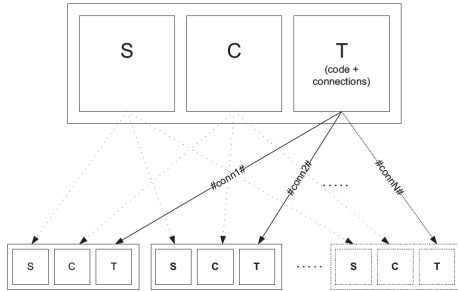 S C T
(code +
connections)
#conn1#
#conn2#
#connN#
.....
S C T
S C T
.....
S C T